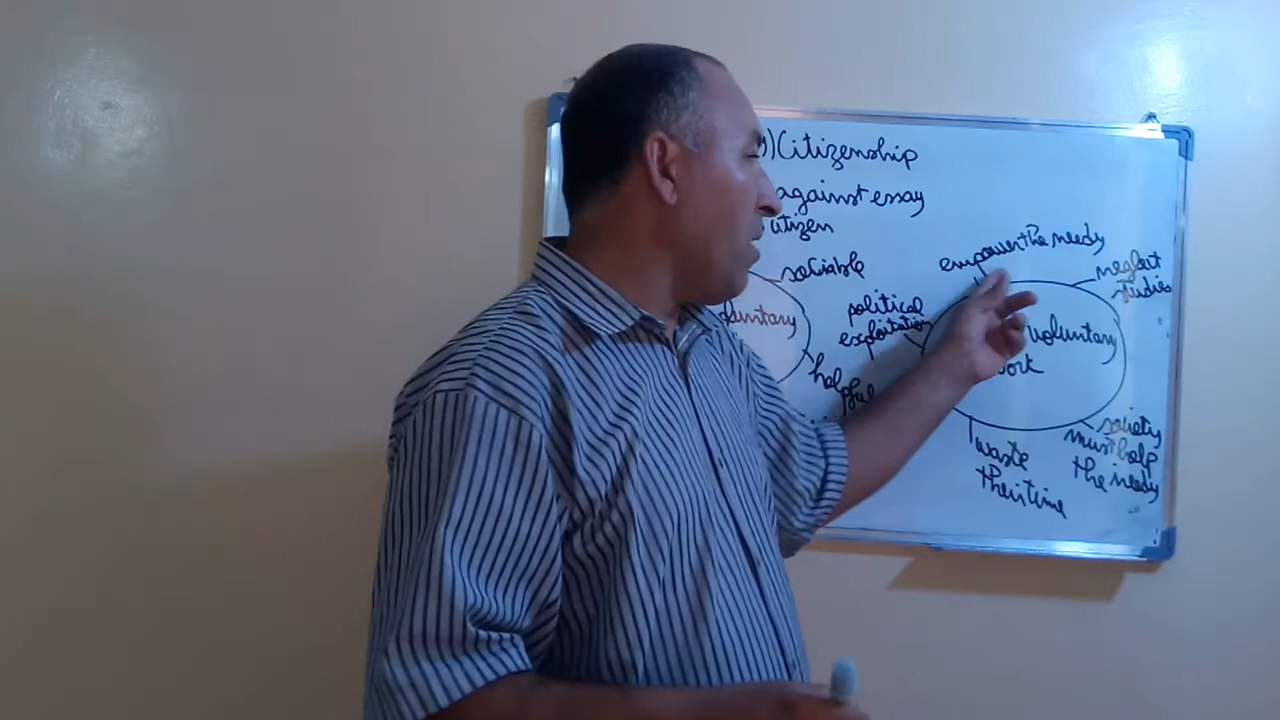 Citizenship
against essay
citizen
sociable
voluntary
helpful
empower the needy
neglect
studies
political
exploitation
voluntary
work
society
must help
the needy
waste
their time